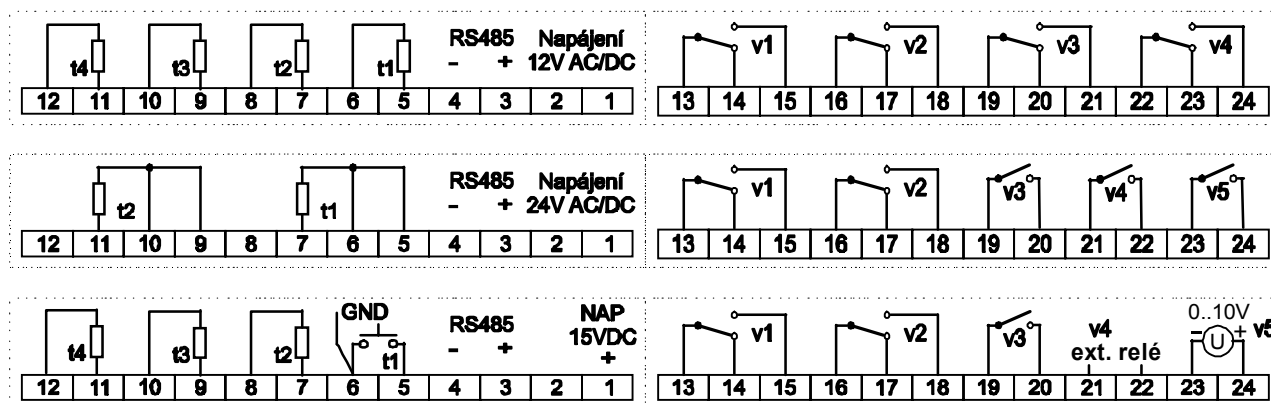 RS485 Napájení
t4 t3 t2 t1 - + 12V AC/DC v1 v2 v3 v4
12 11 10 9 8 7 6 5 4 3 2 1 13 14 15 16 17 18 19 20 21 22 23 24
RS485 Napájení
t2 t1 - + 24V AC/DC v1 v2 v3 v4 v5
12 11 10 9 8 7 6 5 4 3 2 1 13 14 15 16 17 18 19 20 21 22 23 24
GND RS485 NAP 0..10V
15VDC v1 v2 v3 v4 - U + v5
t4 t3 t2 t1 - + + ext. relé
12 11 10 9 8 7 6 5 4 3 2 1 13 14 15 16 17 18 19 20 21 22 23 24